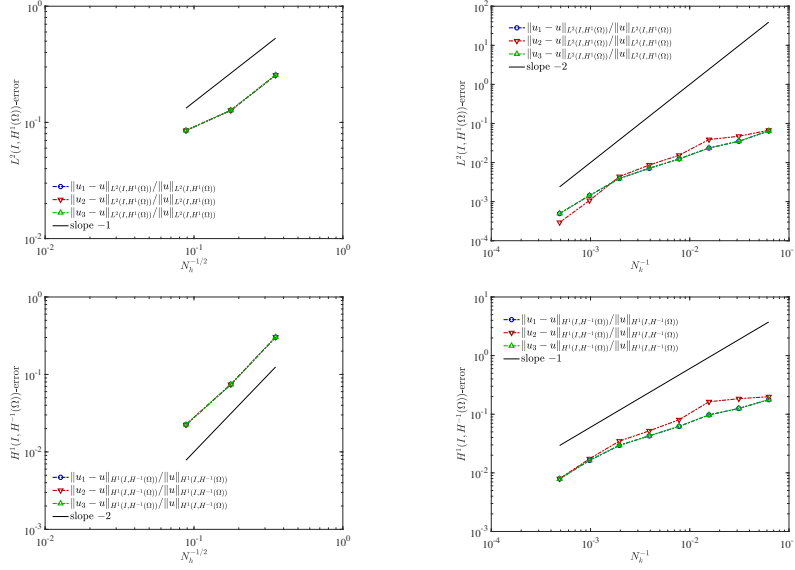 10^0
10^-1
10^-2
10^-2
10^-1
10^0
L^2(I, H^1(Ω))-error
N_h^{-1/2}
‖u_1 − u‖_{L^2(I,H^1(Ω))}/‖u‖_{L^2(I,H^1(Ω))}
‖u_2 − u‖_{L^2(I,H^1(Ω))}/‖u‖_{L^2(I,H^1(Ω))}
‖u_3 − u‖_{L^2(I,H^1(Ω))}/‖u‖_{L^2(I,H^1(Ω))}
slope −1
10^2
10^1
10^0
10^-1
10^-2
10^-3
10^-4
10^-4
10^-3
10^-2
10^-1
L^2(I, H^1(Ω))-error
N_k^{-1}
‖u_1 − u‖_{L^2(I,H^1(Ω))}/‖u‖_{L^2(I,H^1(Ω))}
‖u_2 − u‖_{L^2(I,H^1(Ω))}/‖u‖_{L^2(I,H^1(Ω))}
‖u_3 − u‖_{L^2(I,H^1(Ω))}/‖u‖_{L^2(I,H^1(Ω))}
slope −2
10^0
10^-1
10^-2
10^-3
10^-2
10^-1
10^0
H^1(I, H^{-1}(Ω))-error
N_h^{-1/2}
‖u_1 − u‖_{H^1(I,H^{-1}(Ω))}/‖u‖_{H^1(I,H^{-1}(Ω))}
‖u_2 − u‖_{H^1(I,H^{-1}(Ω))}/‖u‖_{H^1(I,H^{-1}(Ω))}
‖u_3 − u‖_{H^1(I,H^{-1}(Ω))}/‖u‖_{H^1(I,H^{-1}(Ω))}
slope −2
10^1
10^0
10^-1
10^-2
10^-3
10^-4
10^-3
10^-2
10^-1
H^1(I, H^{-1}(Ω))-error
N_k^{-1}
‖u_1 − u‖_{H^1(I,H^{-1}(Ω))}/‖u‖_{H^1(I,H^{-1}(Ω))}
‖u_2 − u‖_{H^1(I,H^{-1}(Ω))}/‖u‖_{H^1(I,H^{-1}(Ω))}
‖u_3 − u‖_{H^1(I,H^{-1}(Ω))}/‖u‖_{H^1(I,H^{-1}(Ω))}
slope −1